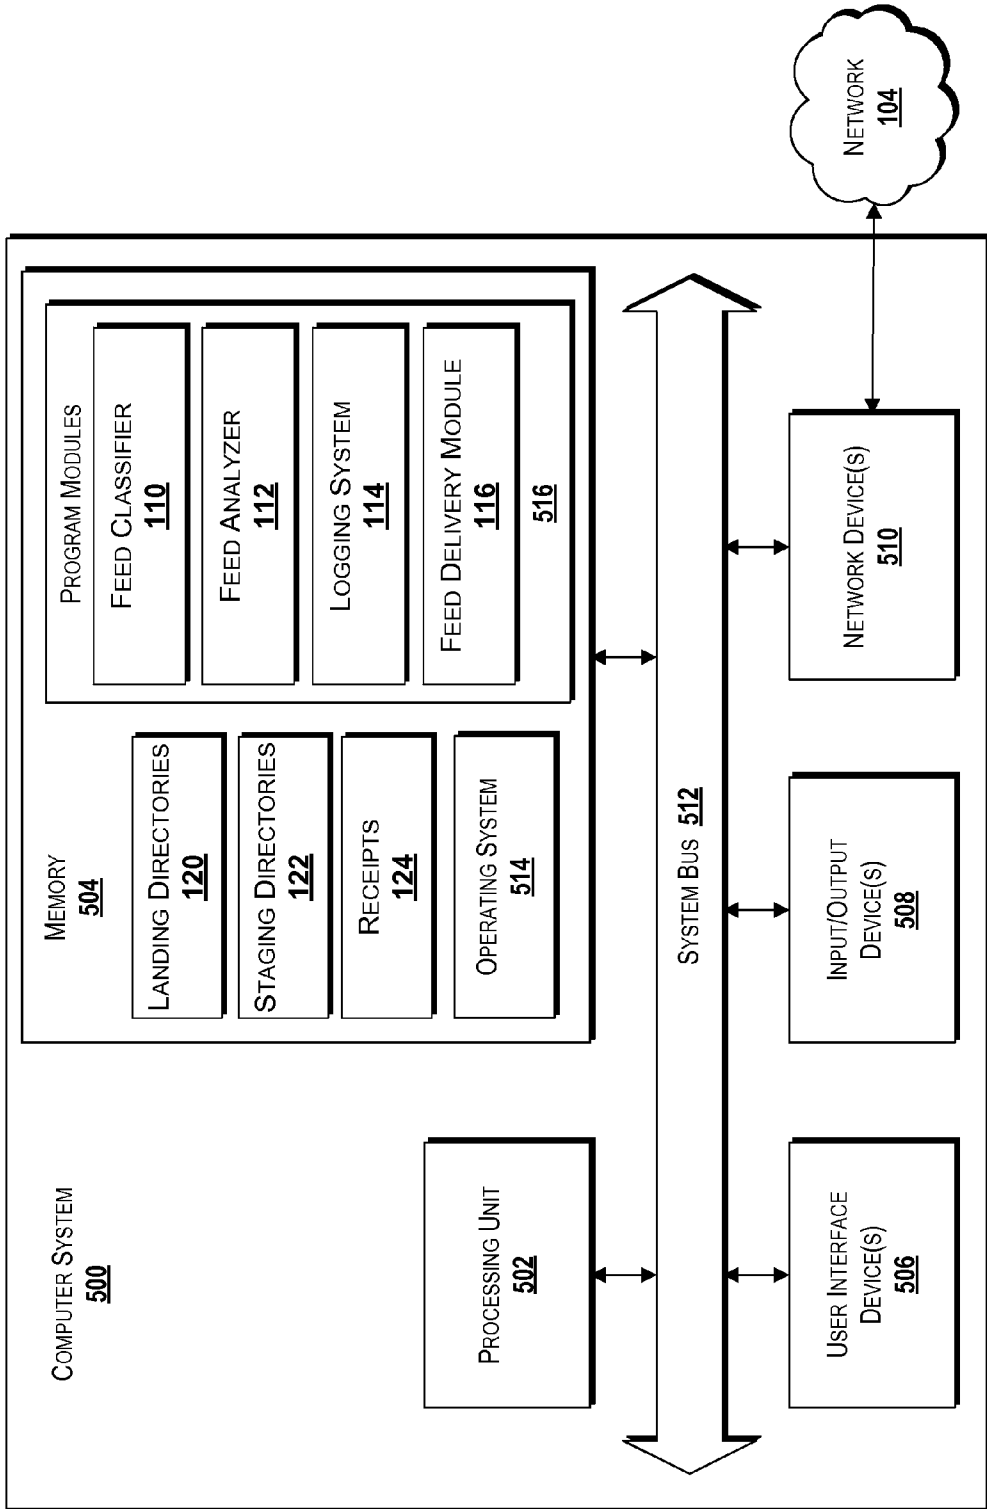 COMPUTER SYSTEM
500
PROCESSING UNIT
502
MEMORY
504
LANDING DIRECTORIES
120
STAGING DIRECTORIES
122
RECEIPTS
124
OPERATING SYSTEM
514
PROGRAM MODULES
FEED CLASSIFIER
110
FEED ANALYZER
112
LOGGING SYSTEM
114
FEED DELIVERY MODULE
116
516
SYSTEM BUS 512
USER INTERFACE
DEVICE(S)
506
INPUT/OUTPUT
DEVICE(S)
508
NETWORK DEVICE(S)
510
NETWORK
104